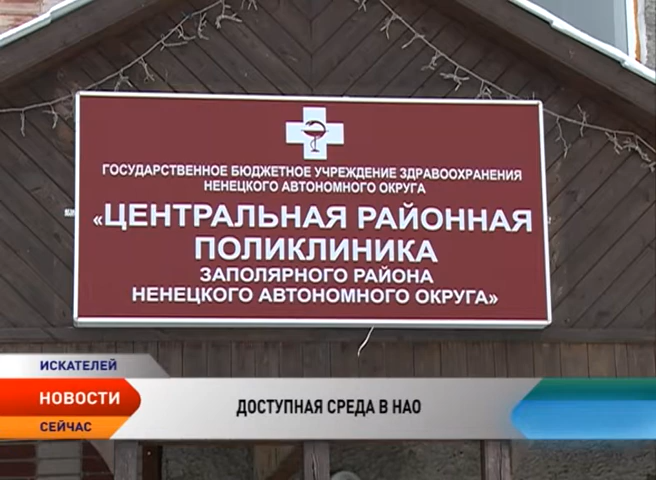 ГОСУДАРСТВЕННОЕ БЮДЖЕТНОЕ УЧРЕЖДЕНИЕ ЗДРАВООХРАНЕНИЯ
НЕНЕЦКОГО АВТОНОМНОГО ОКРУГА
«ЦЕНТРАЛЬНАЯ РАЙОННАЯ
ПОЛИКЛИНИКА
ЗАПОЛЯРНОГО РАЙОНА
НЕНЕЦКОГО АВТОНОМНОГО ОКРУГА»
ИСКАТЕЛЕЙ
НОВОСТИ
СЕЙЧАС
ДОСТУПНАЯ СРЕДА В НАО